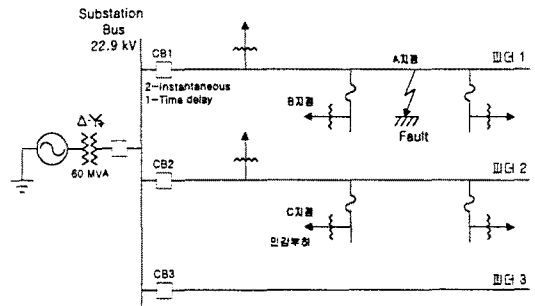 Substation
Bus
22.9 kV
CB1
2-instantaneous
1-Time delay
A지점
피더 1
B지점
Fault
Δ-Y
60 MVA
CB2
피더 2
C지점
민감부하
CB3
피더 3